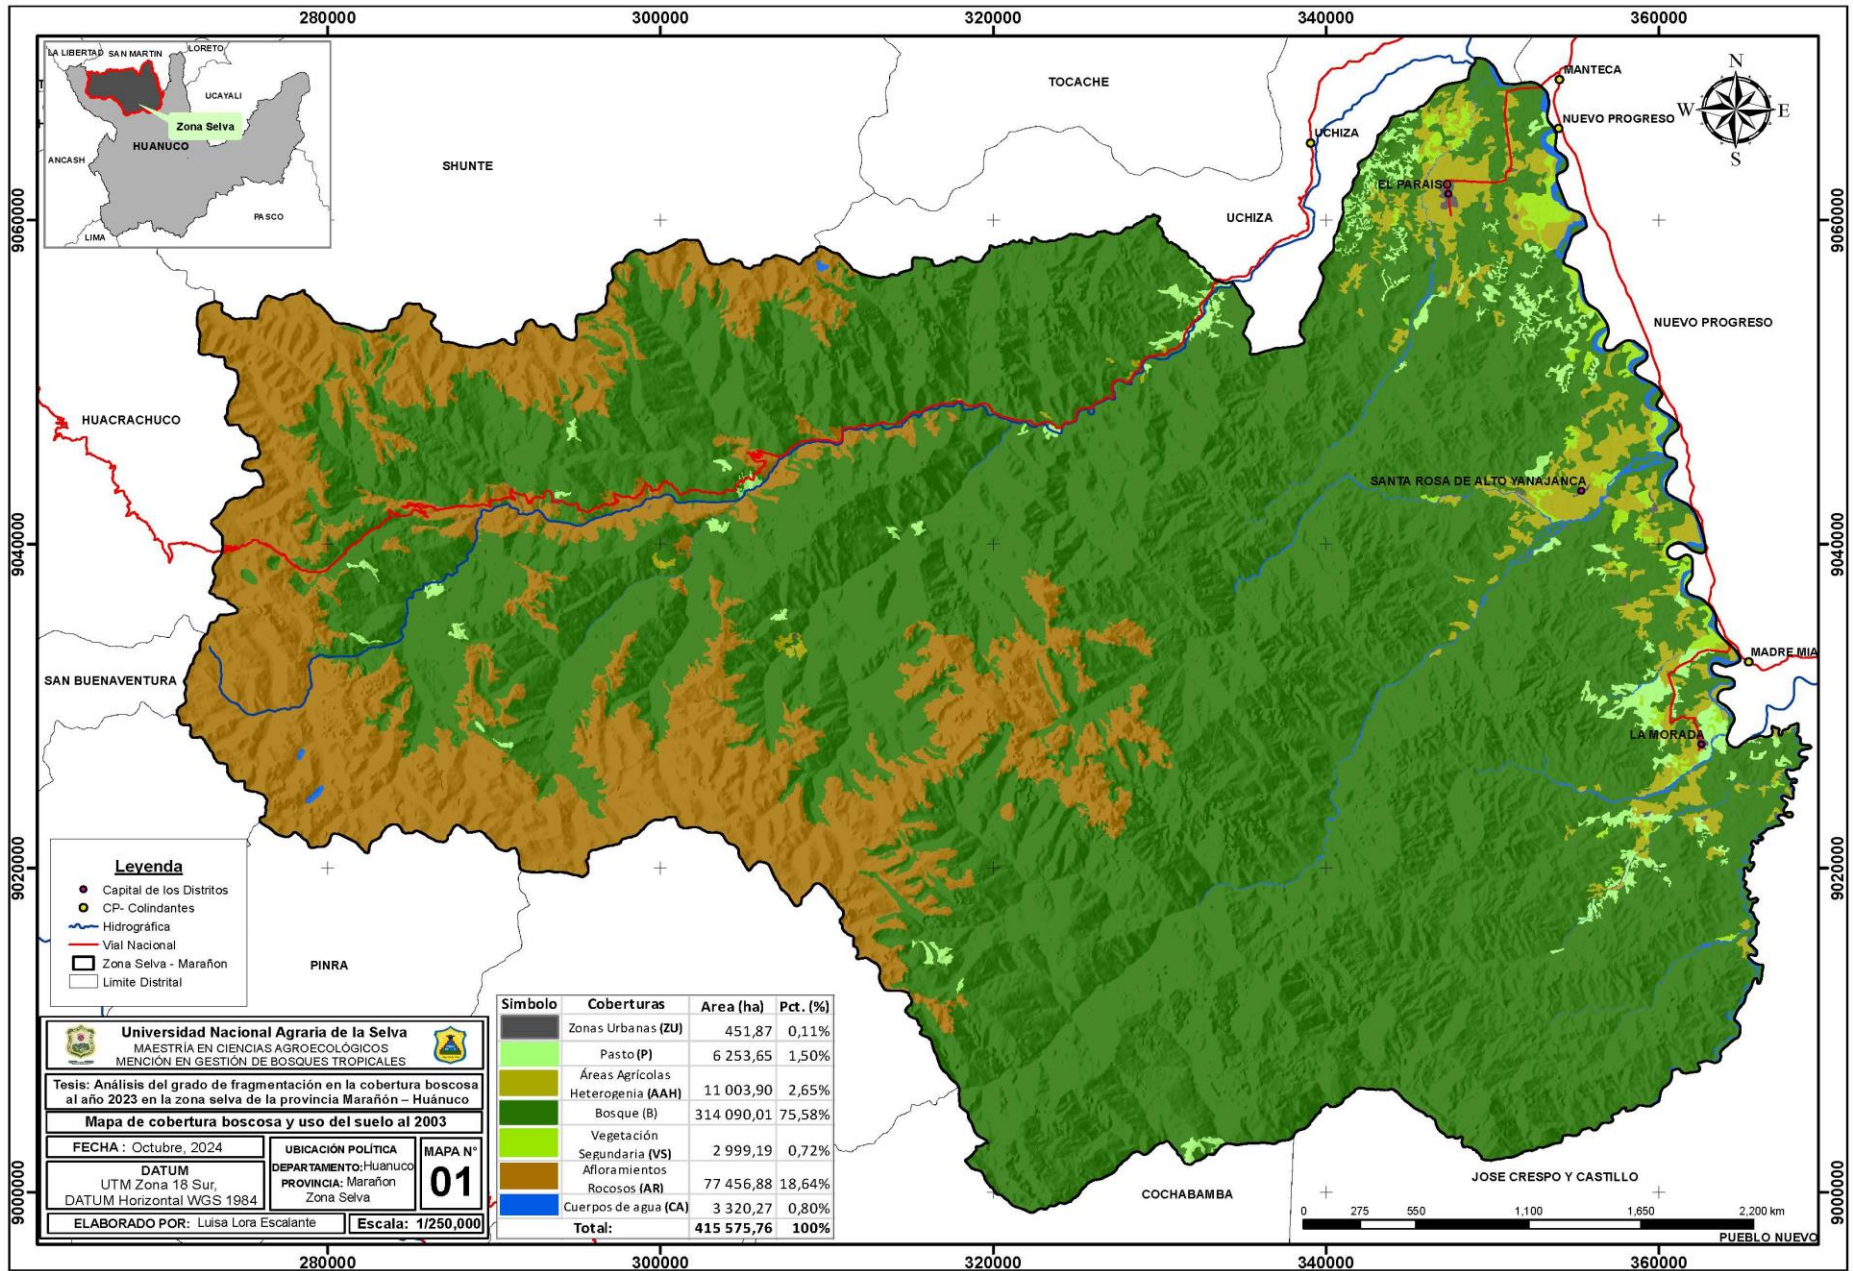 280000
300000
320000
340000
360000
LA LIBERTAD
SAN MARTIN
LORETO
UCAYALI
Zona Selva
HUANUCO
ANCASH
PASCO
LIMA
TOCACHE
MANTECA
NUEVO PROGRESO
N
W
E
S
UCHIZA
SHUNTE
EL PARAISO
UCHIZA
9060000
9060000
NUEVO PROGRESO
HUACRACHUCO
SANTA ROSA DE ALTO YANAJANCA
9040000
9040000
MADRE MIA
SAN BUENAVENTURA
LA MORADA
9020000
9020000
Leyenda
Capital de los Distritos
CP- Colindantes
Hidrográfica
Vial Nacional
Zona Selva - Marañon
Limite Distrital
PINRA
Simbolo Coberturas Area (ha) Pct. (%)
Zonas Urbanas (ZU) 451,87 0,11%
Pasto (P) 6 253,65 1,50%
Áreas Agrícolas
Heterogenia (AAH) 11 003,90 2,65%
Bosque (B) 314 090,01 75,58%
Vegetación
Segundaria (VS) 2 999,19 0,72%
Afloramientos
Rocosos (AR) 77 456,88 18,64%
Cuerpos de agua (CA) 3 320,27 0,80%
Total: 415 575,76 100%
Universidad Nacional Agraria de la Selva
MAESTRÍA EN CIENCIAS AGROECOLÓGICOS
MENCIÓN EN GESTIÓN DE BOSQUES TROPICALES
Tesis: Análisis del grado de fragmentación en la cobertura boscosa
al año 2023 en la zona selva de la provincia Marañón – Huánuco
Mapa de cobertura boscosa y uso del suelo al 2003
FECHA : Octubre, 2024
DATUM
UTM Zona 18 Sur,
DATUM Horizontal WGS 1984
UBICACIÓN POLÍTICA
DEPARTAMENTO: Huanuco
PROVINCIA: Marañon
Zona Selva
MAPA N°
01
ELABORADO POR: Luisa Lora Escalante
Escala: 1/250,000
COCHABAMBA
JOSE CRESPO Y CASTILLO
9000000
9000000
0 275 550 1,100 1,650 2,200 km
PUEBLO NUEVO
280000
300000
320000
340000
360000